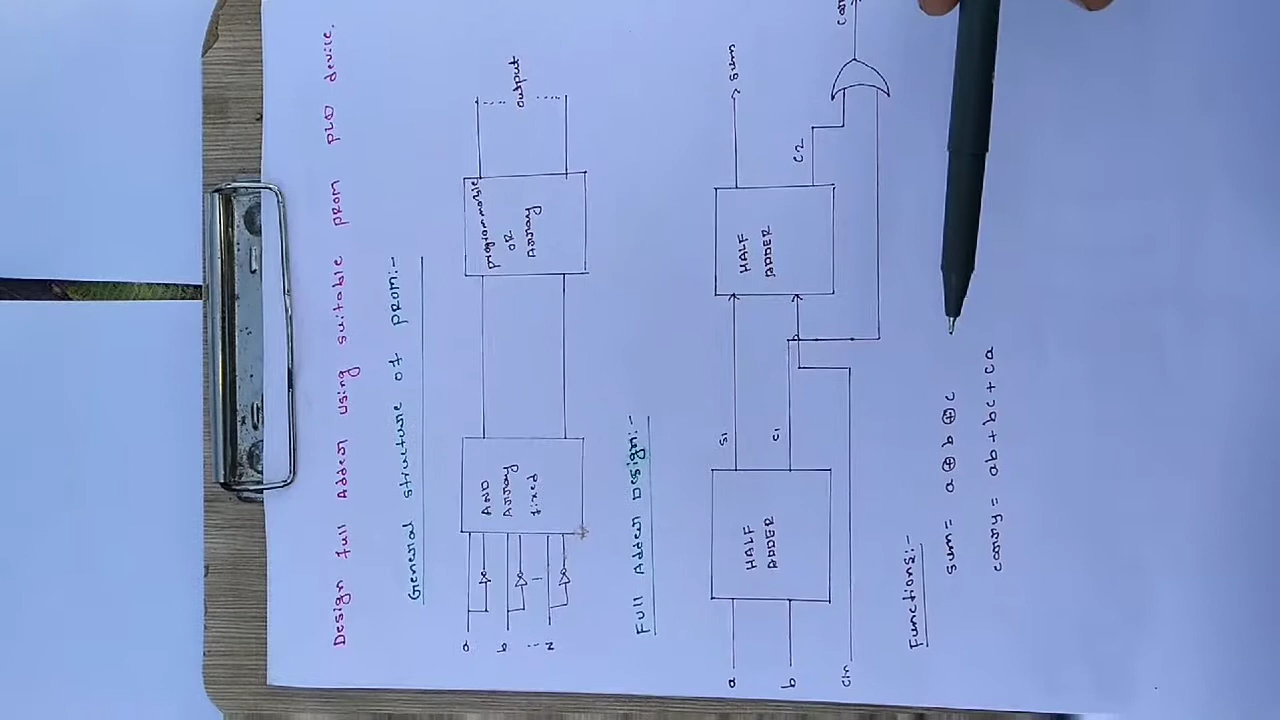 Design full Adder using suitable PROM PLD device.
General structure of PROM:-
a
b
N
AND
Array
fixed
programmable
OR
Array
output
Full Adder Design:-
a
b
Cin
HALF
ADDER
S1
C1
HALF
ADDER
C2
Sum
Functions:-
sum = a ⊕ b ⊕ c
carry = ab + bc + ca